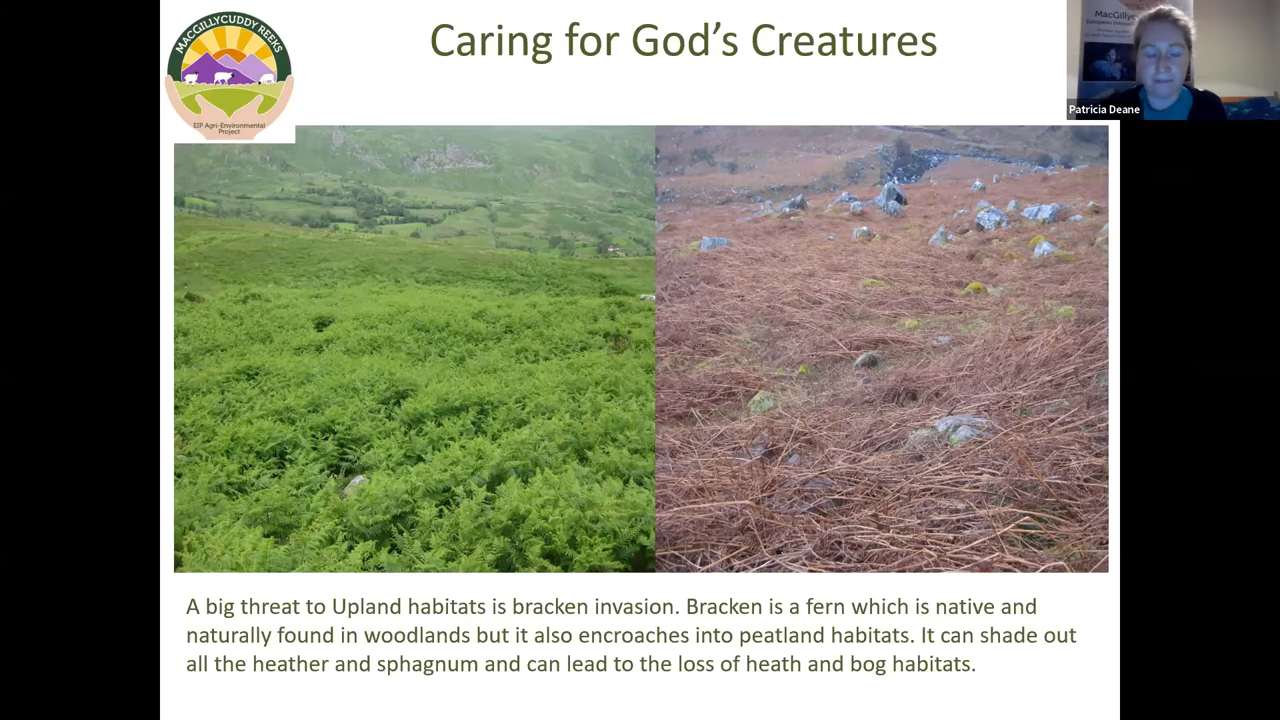 Caring for God's Creatures
MACGILLYCUDDY REEKS
EIP Agri-Environmental
Project
MacGillycu
Patricia Deane
A big threat to Upland habitats is bracken invasion. Bracken is a fern which is native and
naturally found in woodlands but it also encroaches into peatland habitats. It can shade out
all the heather and sphagnum and can lead to the loss of heath and bog habitats.